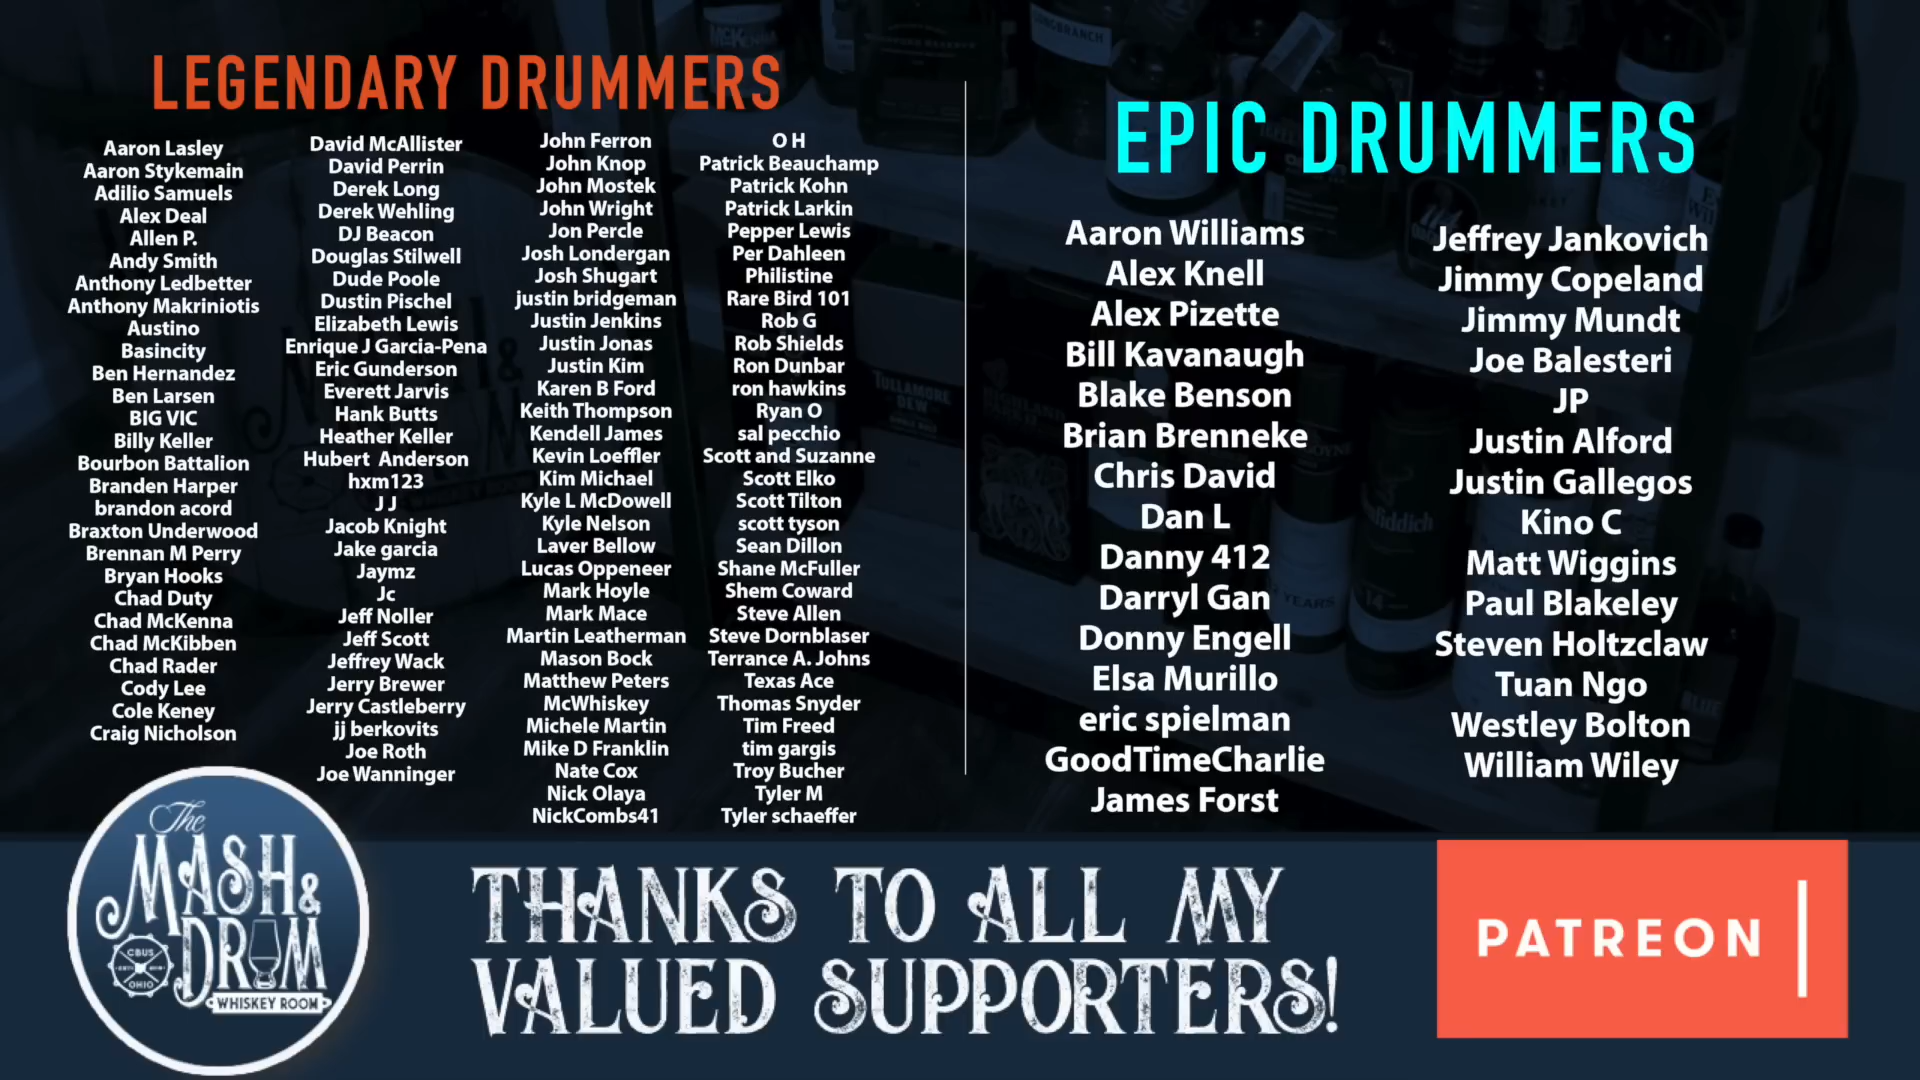 LEGENDARY DRUMMERS
Aaron Lasley
Aaron Stykemain
Adilio Samuels
Alex Deal
Allen P.
Andy Smith
Anthony Ledbetter
Anthony Makriniotis
Austino
Basincity
Ben Hernandez
Ben Larsen
BIG VIC
Billy Keller
Bourbon Battalion
Branden Harper
brandon acord
Braxton Underwood
Brennan M Perry
Bryan Hooks
Chad Duty
Chad McKenna
Chad McKibben
Chad Rader
Cody Lee
Cole Keney
Craig Nicholson
David McAllister
David Perrin
Derek Long
Derek Wehling
DJ Beacon
Douglas Stilwell
Dude Poole
Dustin Pischel
Elizabeth Lewis
Enrique J Garcia-Pena
Eric Gunderson
Everett Jarvis
Hank Butts
Heather Keller
Hubert Anderson
hxm123
J J
Jacob Knight
Jake garcia
Jaymz
Jc
Jeff Noller
Jeff Scott
Jeffrey Wack
Jerry Brewer
Jerry Castleberry
jj berkovits
Joe Roth
Joe Wanninger
John Ferron
John Knop
John Mostek
John Wright
Jon Percle
Josh Londergan
Josh Shugart
justin bridgeman
Justin Jenkins
Justin Jonas
Justin Kim
Karen B Ford
Keith Thompson
Kendell James
Kevin Loeffler
Kim Michael
Kyle L McDowell
Kyle Nelson
Laver Bellow
Lucas Oppeneer
Mark Hoyle
Mark Mace
Martin Leatherman
Mason Bock
Matthew Peters
McWhiskey
Michele Martin
Mike D Franklin
Nate Cox
Nick Olaya
NickCombs41
O H
Patrick Beauchamp
Patrick Kohn
Patrick Larkin
Pepper Lewis
Per Dahleen
Philistine
Rare Bird 101
Rob G
Rob Shields
Ron Dunbar
ron hawkins
Ryan O
sal pecchio
Scott and Suzanne
Scott Elko
Scott Tilton
scott tyson
Sean Dillon
Shane McFuller
Shem Coward
Steve Allen
Steve Dornblaser
Terrance A. Johns
Texas Ace
Thomas Snyder
Tim Freed
tim gargis
Troy Bucher
Tyler M
Tyler schaeffer
EPIC DRUMMERS
Aaron Williams
Alex Knell
Alex Pizette
Bill Kavanaugh
Blake Benson
Brian Brenneke
Chris David
Dan L
Danny 412
Darryl Gan
Donny Engell
Elsa Murillo
eric spielman
GoodTimeCharlie
James Forst
Jeffrey Jankovich
Jimmy Copeland
Jimmy Mundt
Joe Balesteri
JP
Justin Alford
Justin Gallegos
Kino C
Matt Wiggins
Paul Blakeley
Steven Holtzclaw
Tuan Ngo
Westley Bolton
William Wiley
TULLAMORE
DEW
YEARS
The
MASH &
DRUM
CBUS
OHIO
WHISKEY ROOM
THANKS TO ALL MY
VALUED SUPPORTERS!
PATREON